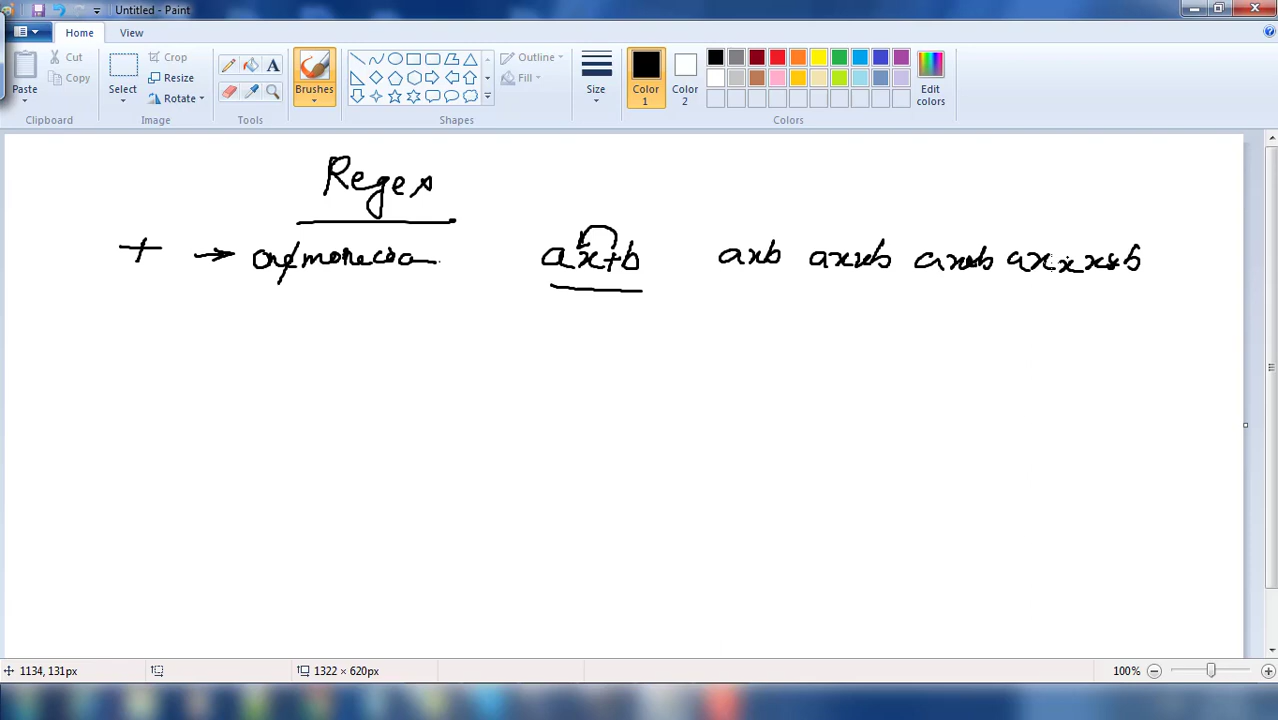 Untitled - Paint
Home View
Paste Cut Copy Select Crop Resize Rotate Brushes Outline Fill Size Color 1 Color 2 Edit colors
Clipboard Image Tools Shapes Colors
Regex
+ → ax+b axb axxb
1134, 131px 1322 × 620px 100%